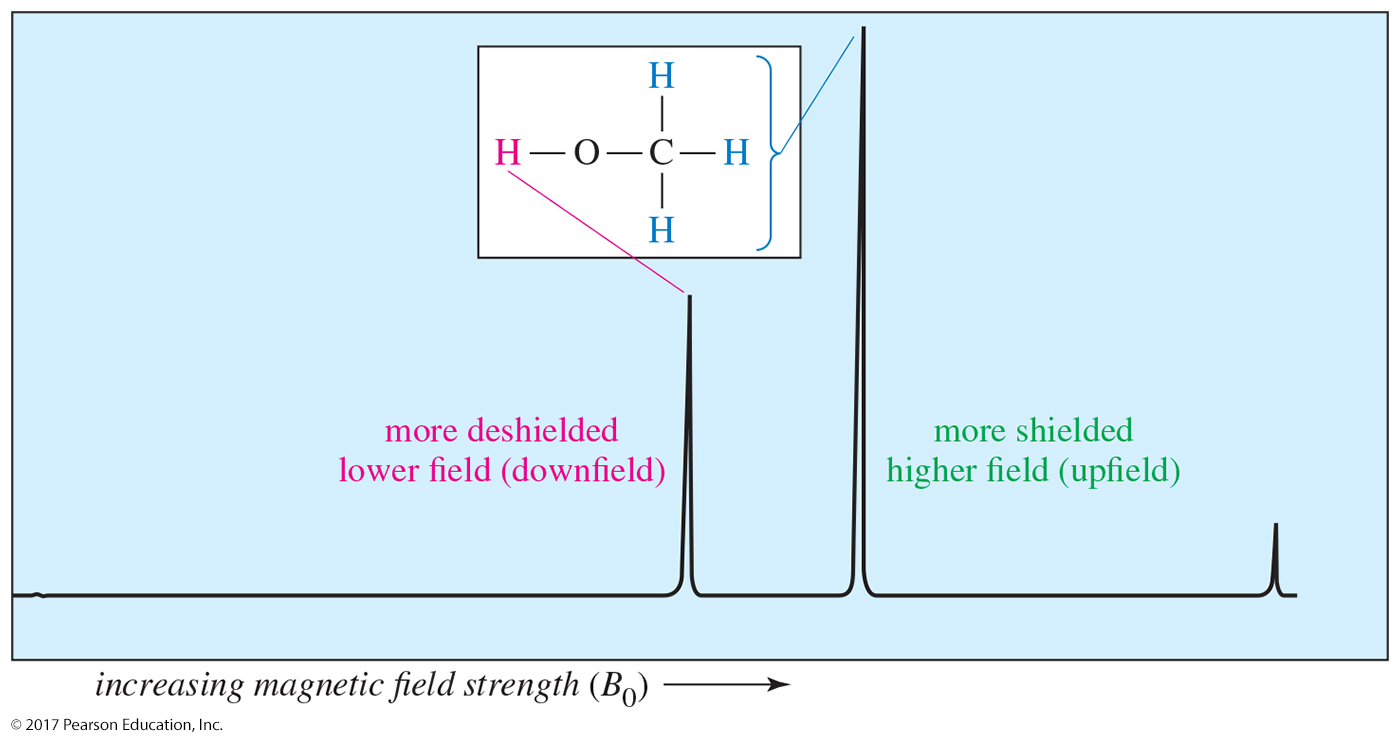 H
H — O — C — H
H
more deshielded
lower field (downfield)
more shielded
higher field (upfield)
increasing magnetic field strength (B₀) ⟶
© 2017 Pearson Education, Inc.